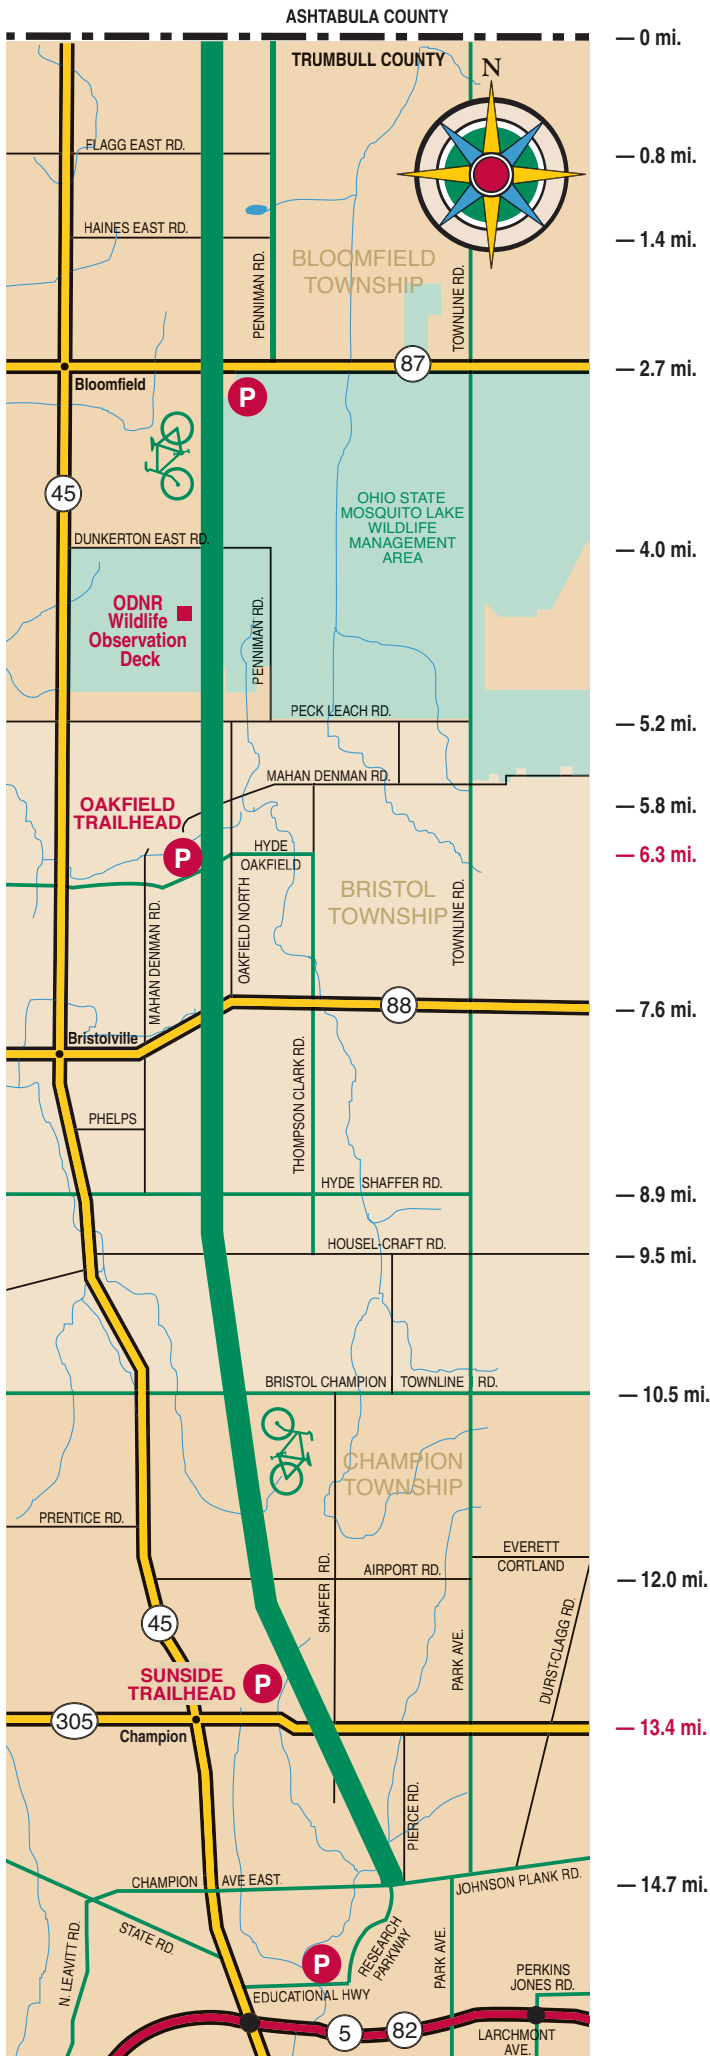 ASHTABULA COUNTY
— 0 mi.
TRUMBULL COUNTY
N
FLAGG EAST RD.
— 0.8 mi.
HAINES EAST RD.
— 1.4 mi.
PENNIMAN RD.
BLOOMFIELD
TOWNSHIP
TOWNLINE RD.
87
— 2.7 mi.
Bloomfield
P
45
OHIO STATE
MOSQUITO LAKE
WILDLIFE
MANAGEMENT
AREA
DUNKERTON EAST RD.
— 4.0 mi.
ODNR
Wildlife
Observation
Deck
PENNIMAN RD.
PECK LEACH RD.
— 5.2 mi.
MAHAN DENMAN RD.
OAKFIELD
TRAILHEAD
— 5.8 mi.
P
HYDE
OAKFIELD
— 6.3 mi.
BRISTOL
TOWNSHIP
OAKFIELD NORTH
TOWNLINE RD.
MAHAN DENMAN RD.
88
— 7.6 mi.
Bristolville
THOMPSON CLARK RD.
PHELPS
HYDE SHAFFER RD.
— 8.9 mi.
HOUSEL-CRAFT RD.
— 9.5 mi.
BRISTOL CHAMPION TOWNLINE RD.
— 10.5 mi.
CHAMPION
TOWNSHIP
PRENTICE RD.
EVERETT
CORTLAND
AIRPORT RD.
— 12.0 mi.
SHAFER RD.
45
PARK AVE.
DURST-CLAGG RD.
SUNSIDE
TRAILHEAD
P
305
— 13.4 mi.
Champion
PIERCE RD.
CHAMPION AVE EAST.
JOHNSON PLANK RD.
— 14.7 mi.
N. LEAVITT RD.
STATE RD.
RESEARCH
PARKWAY
PARK AVE.
P
PERKINS
JONES RD.
EDUCATIONAL HWY
5
82
LARCHMONT
AVE.